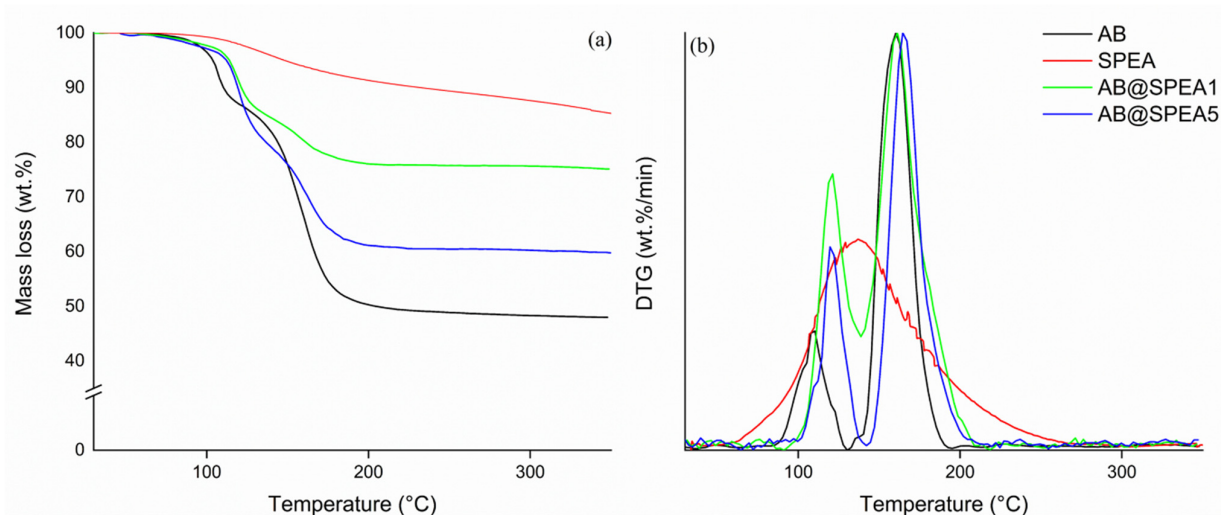 (a)
Mass loss (wt.%)
100
90
80
70
60
50
40
0
100
200
300
Temperature (°C)
(b)
AB
SPEA
AB@SPEA1
AB@SPEA5
DTG (wt.%/min)
100
200
300
Temperature (°C)